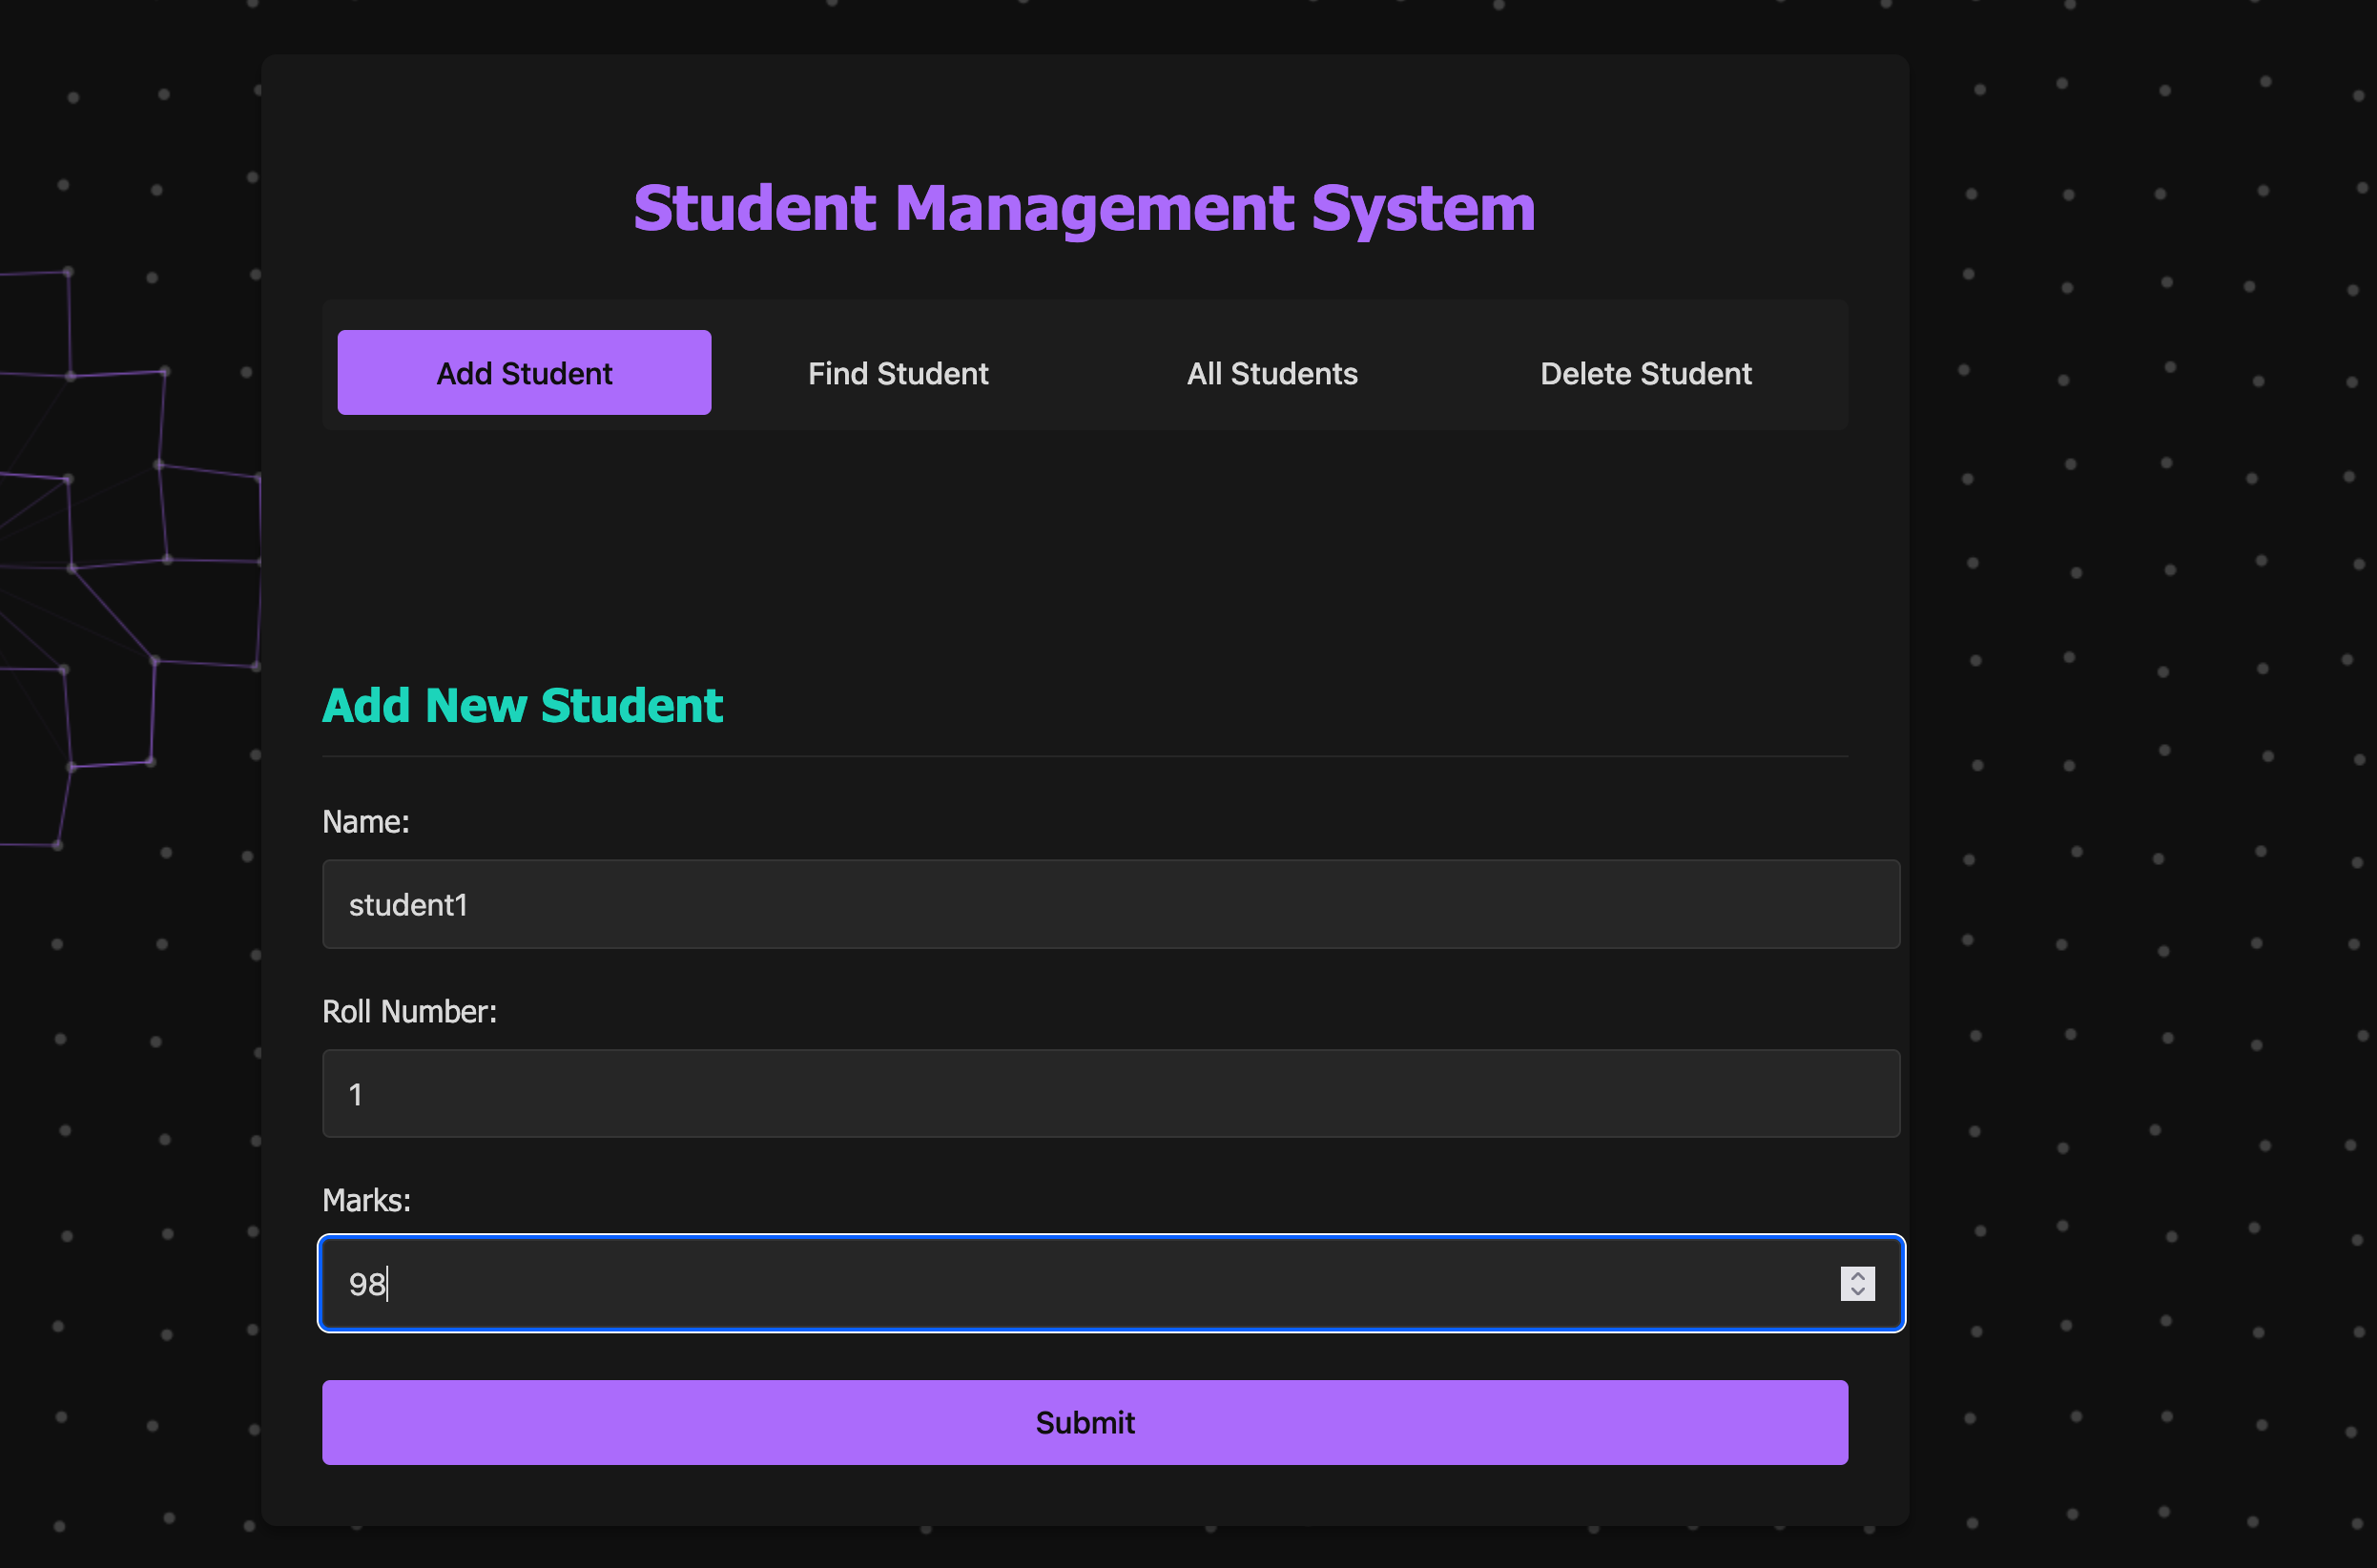 Student Management System
Add Student Find Student All Students Delete Student
Add New Student
Name:
student1
Roll Number:
1
Marks:
98
Submit